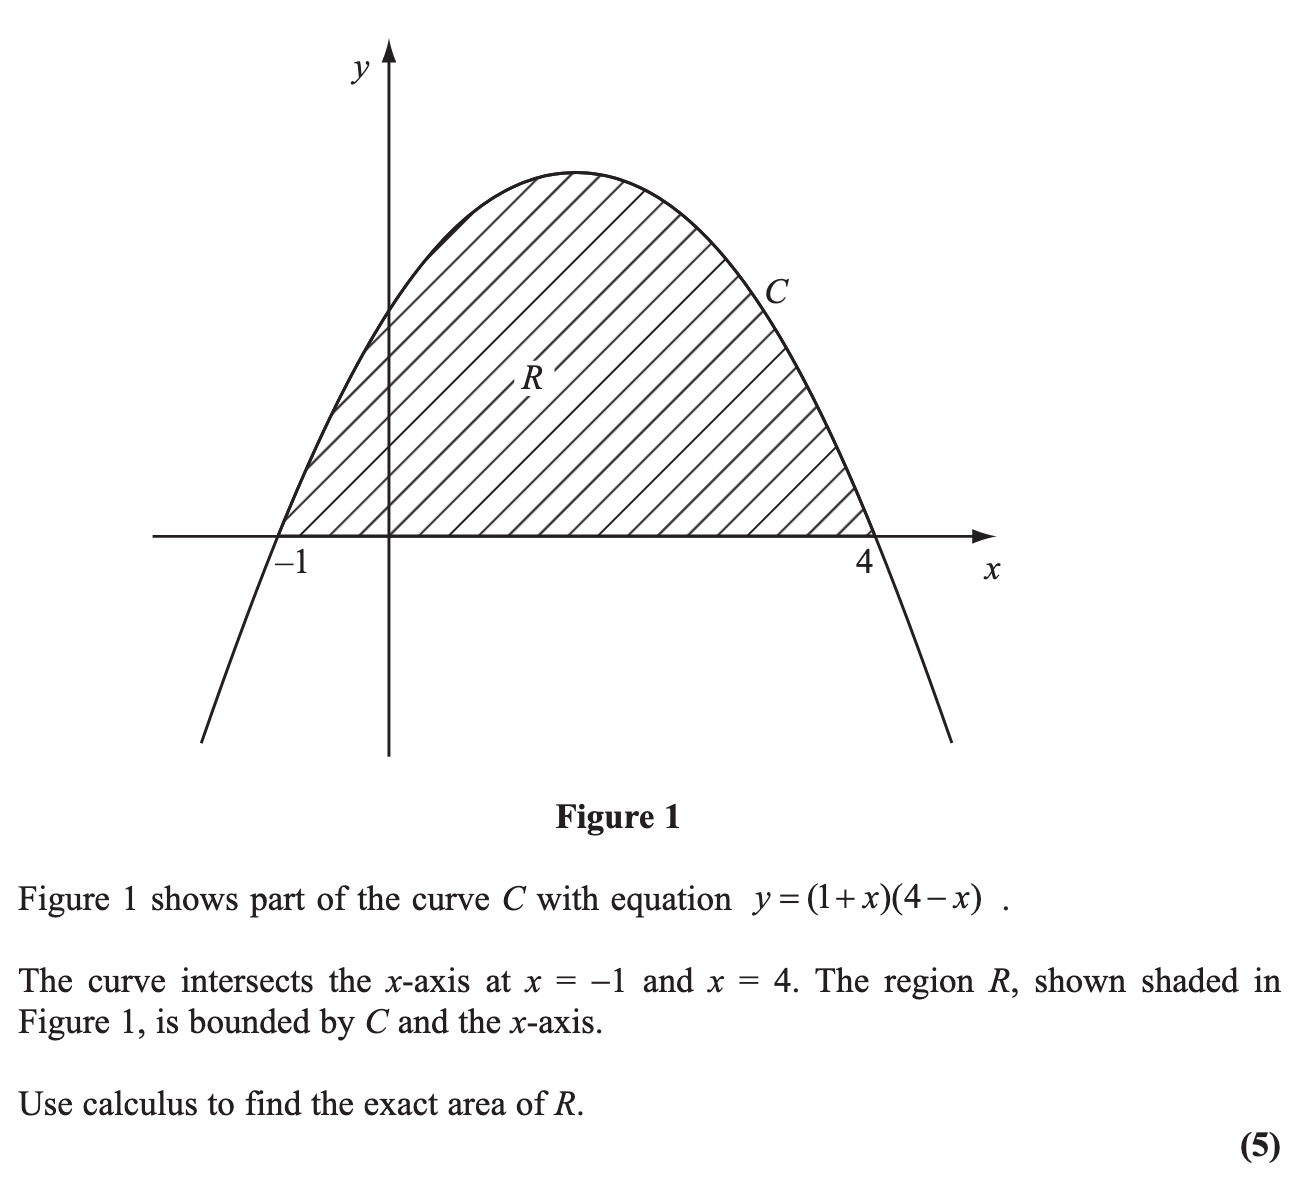 y
C
R
–1
4
x
Figure 1
Figure 1 shows part of the curve C with equation y = (1 + x)(4 – x) .
The curve intersects the x-axis at x = –1 and x = 4. The region R, shown shaded in
Figure 1, is bounded by C and the x-axis.
Use calculus to find the exact area of R.
(5)